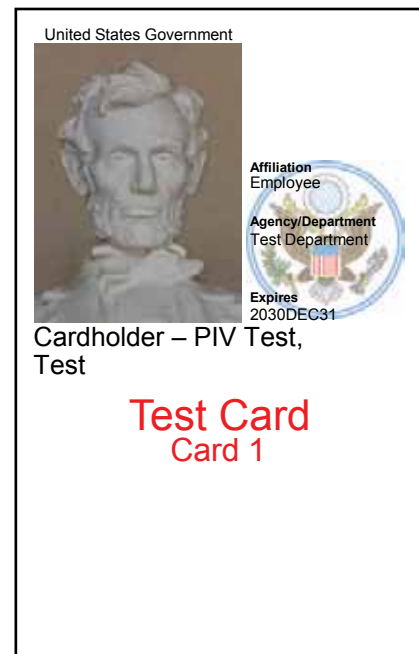 United States Government
Affiliation
Employee
Agency/Department
Test Department
Expires
2030DEC31
Cardholder – PIV Test,
Test
Test Card
Card 1